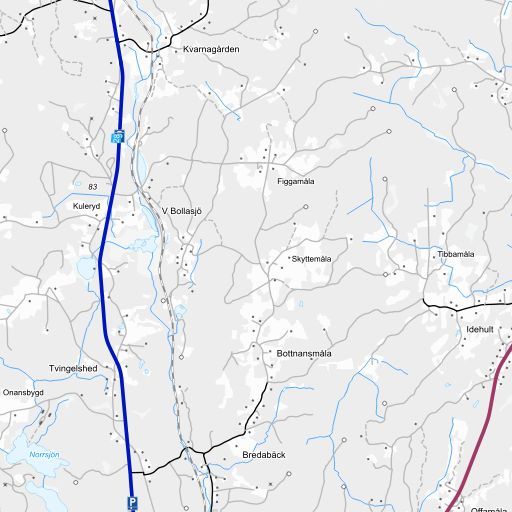 Kvarnagården
Figgamåla
83
Kuleryd
V Bollasjö
Skyttemåla
Tibbamåla
Idehult
Bottnansmåla
Tvingelshed
Onansbygd
Norrsjön
Bredabäck
P
Offamåla